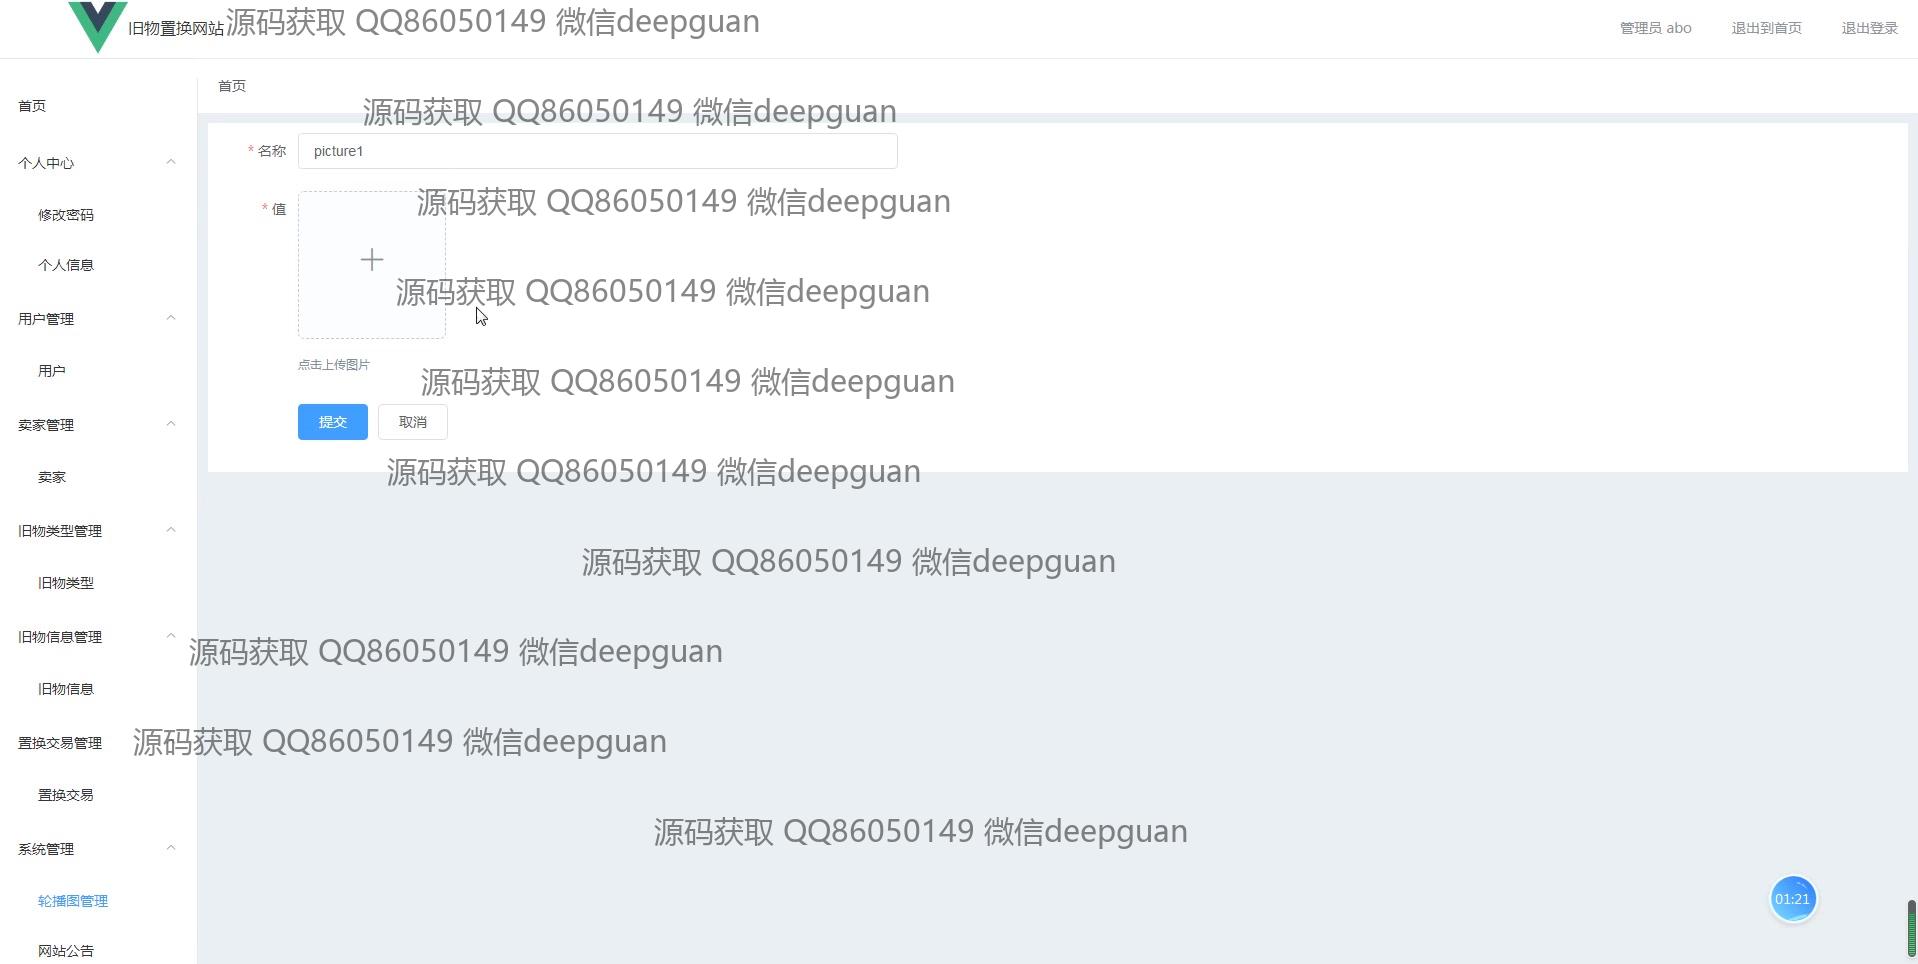 旧物置换网站
源码获取 QQ86050149 微信deepguan
管理员 abo
退出到首页
退出登录
首页
首页
源码获取 QQ86050149 微信deepguan
* 名称
picture1
个人中心
源码获取 QQ86050149 微信deepguan
* 值
修改密码
个人信息
源码获取 QQ86050149 微信deepguan
用户管理
点击上传图片
用户
源码获取 QQ86050149 微信deepguan
提交
取消
卖家管理
源码获取 QQ86050149 微信deepguan
卖家
旧物类型管理
源码获取 QQ86050149 微信deepguan
旧物类型
旧物信息管理
源码获取 QQ86050149 微信deepguan
旧物信息
置换交易管理
源码获取 QQ86050149 微信deepguan
置换交易
源码获取 QQ86050149 微信deepguan
系统管理
轮播图管理
01:21
网站公告